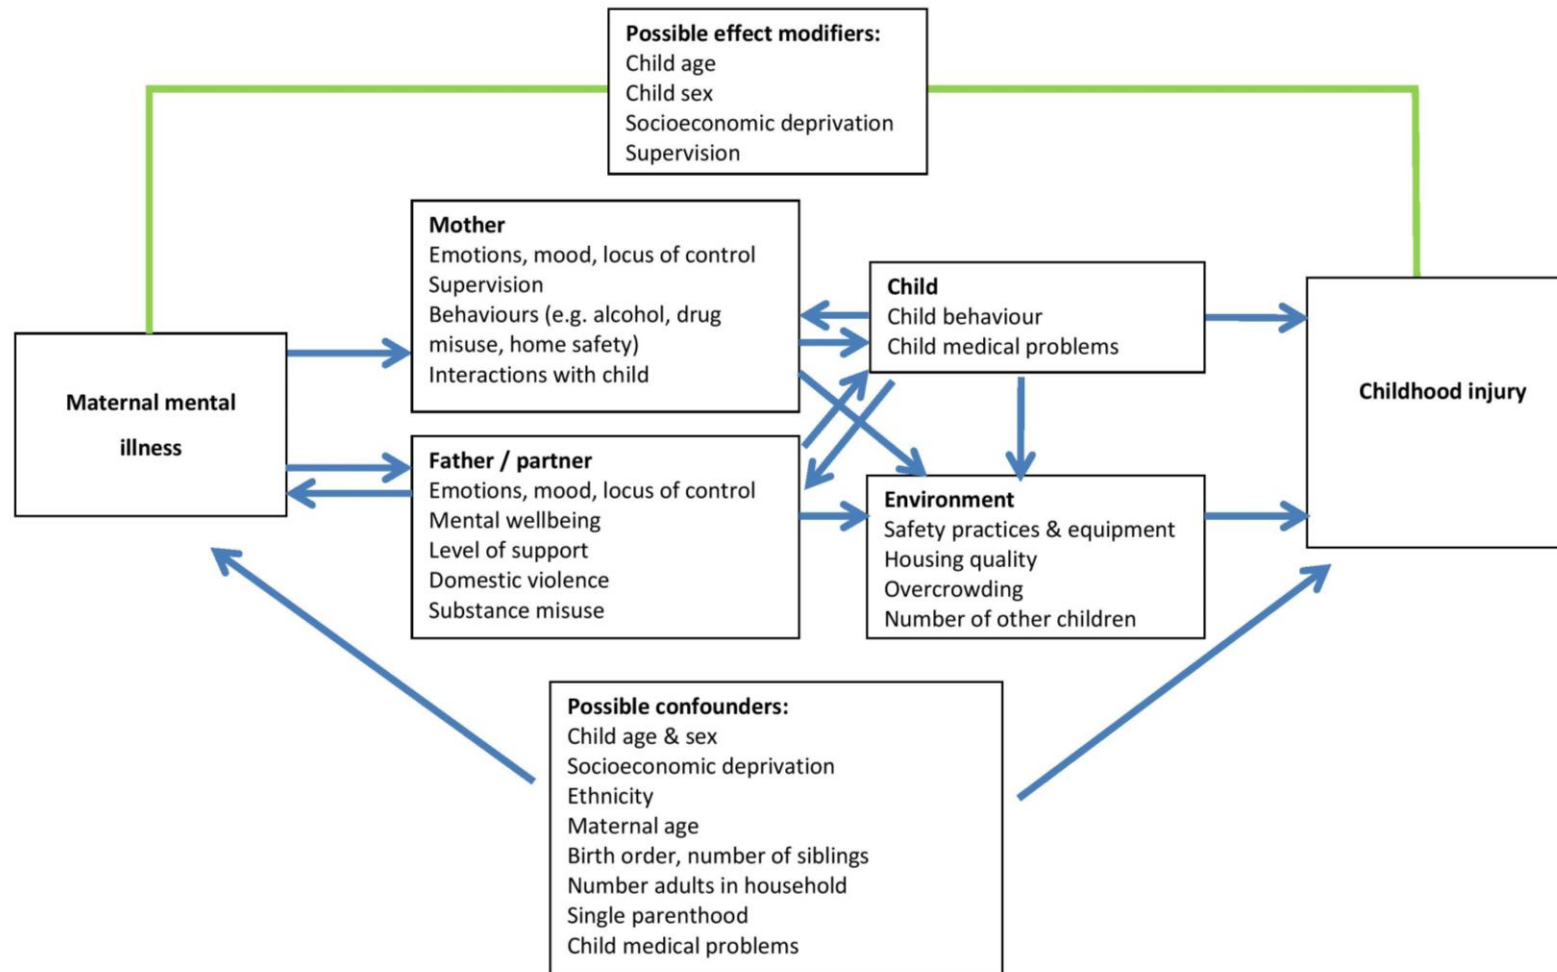 Possible effect modifiers:
Child age
Child sex
Socioeconomic deprivation
Supervision
Mother
Emotions, mood, locus of control
Supervision
Behaviours (e.g. alcohol, drug
misuse, home safety)
Interactions with child
Child
Child behaviour
Child medical problems
Maternal mental
illness
Childhood injury
Father / partner
Emotions, mood, locus of control
Mental wellbeing
Level of support
Domestic violence
Substance misuse
Environment
Safety practices & equipment
Housing quality
Overcrowding
Number of other children
Possible confounders:
Child age & sex
Socioeconomic deprivation
Ethnicity
Maternal age
Birth order, number of siblings
Number adults in household
Single parenthood
Child medical problems